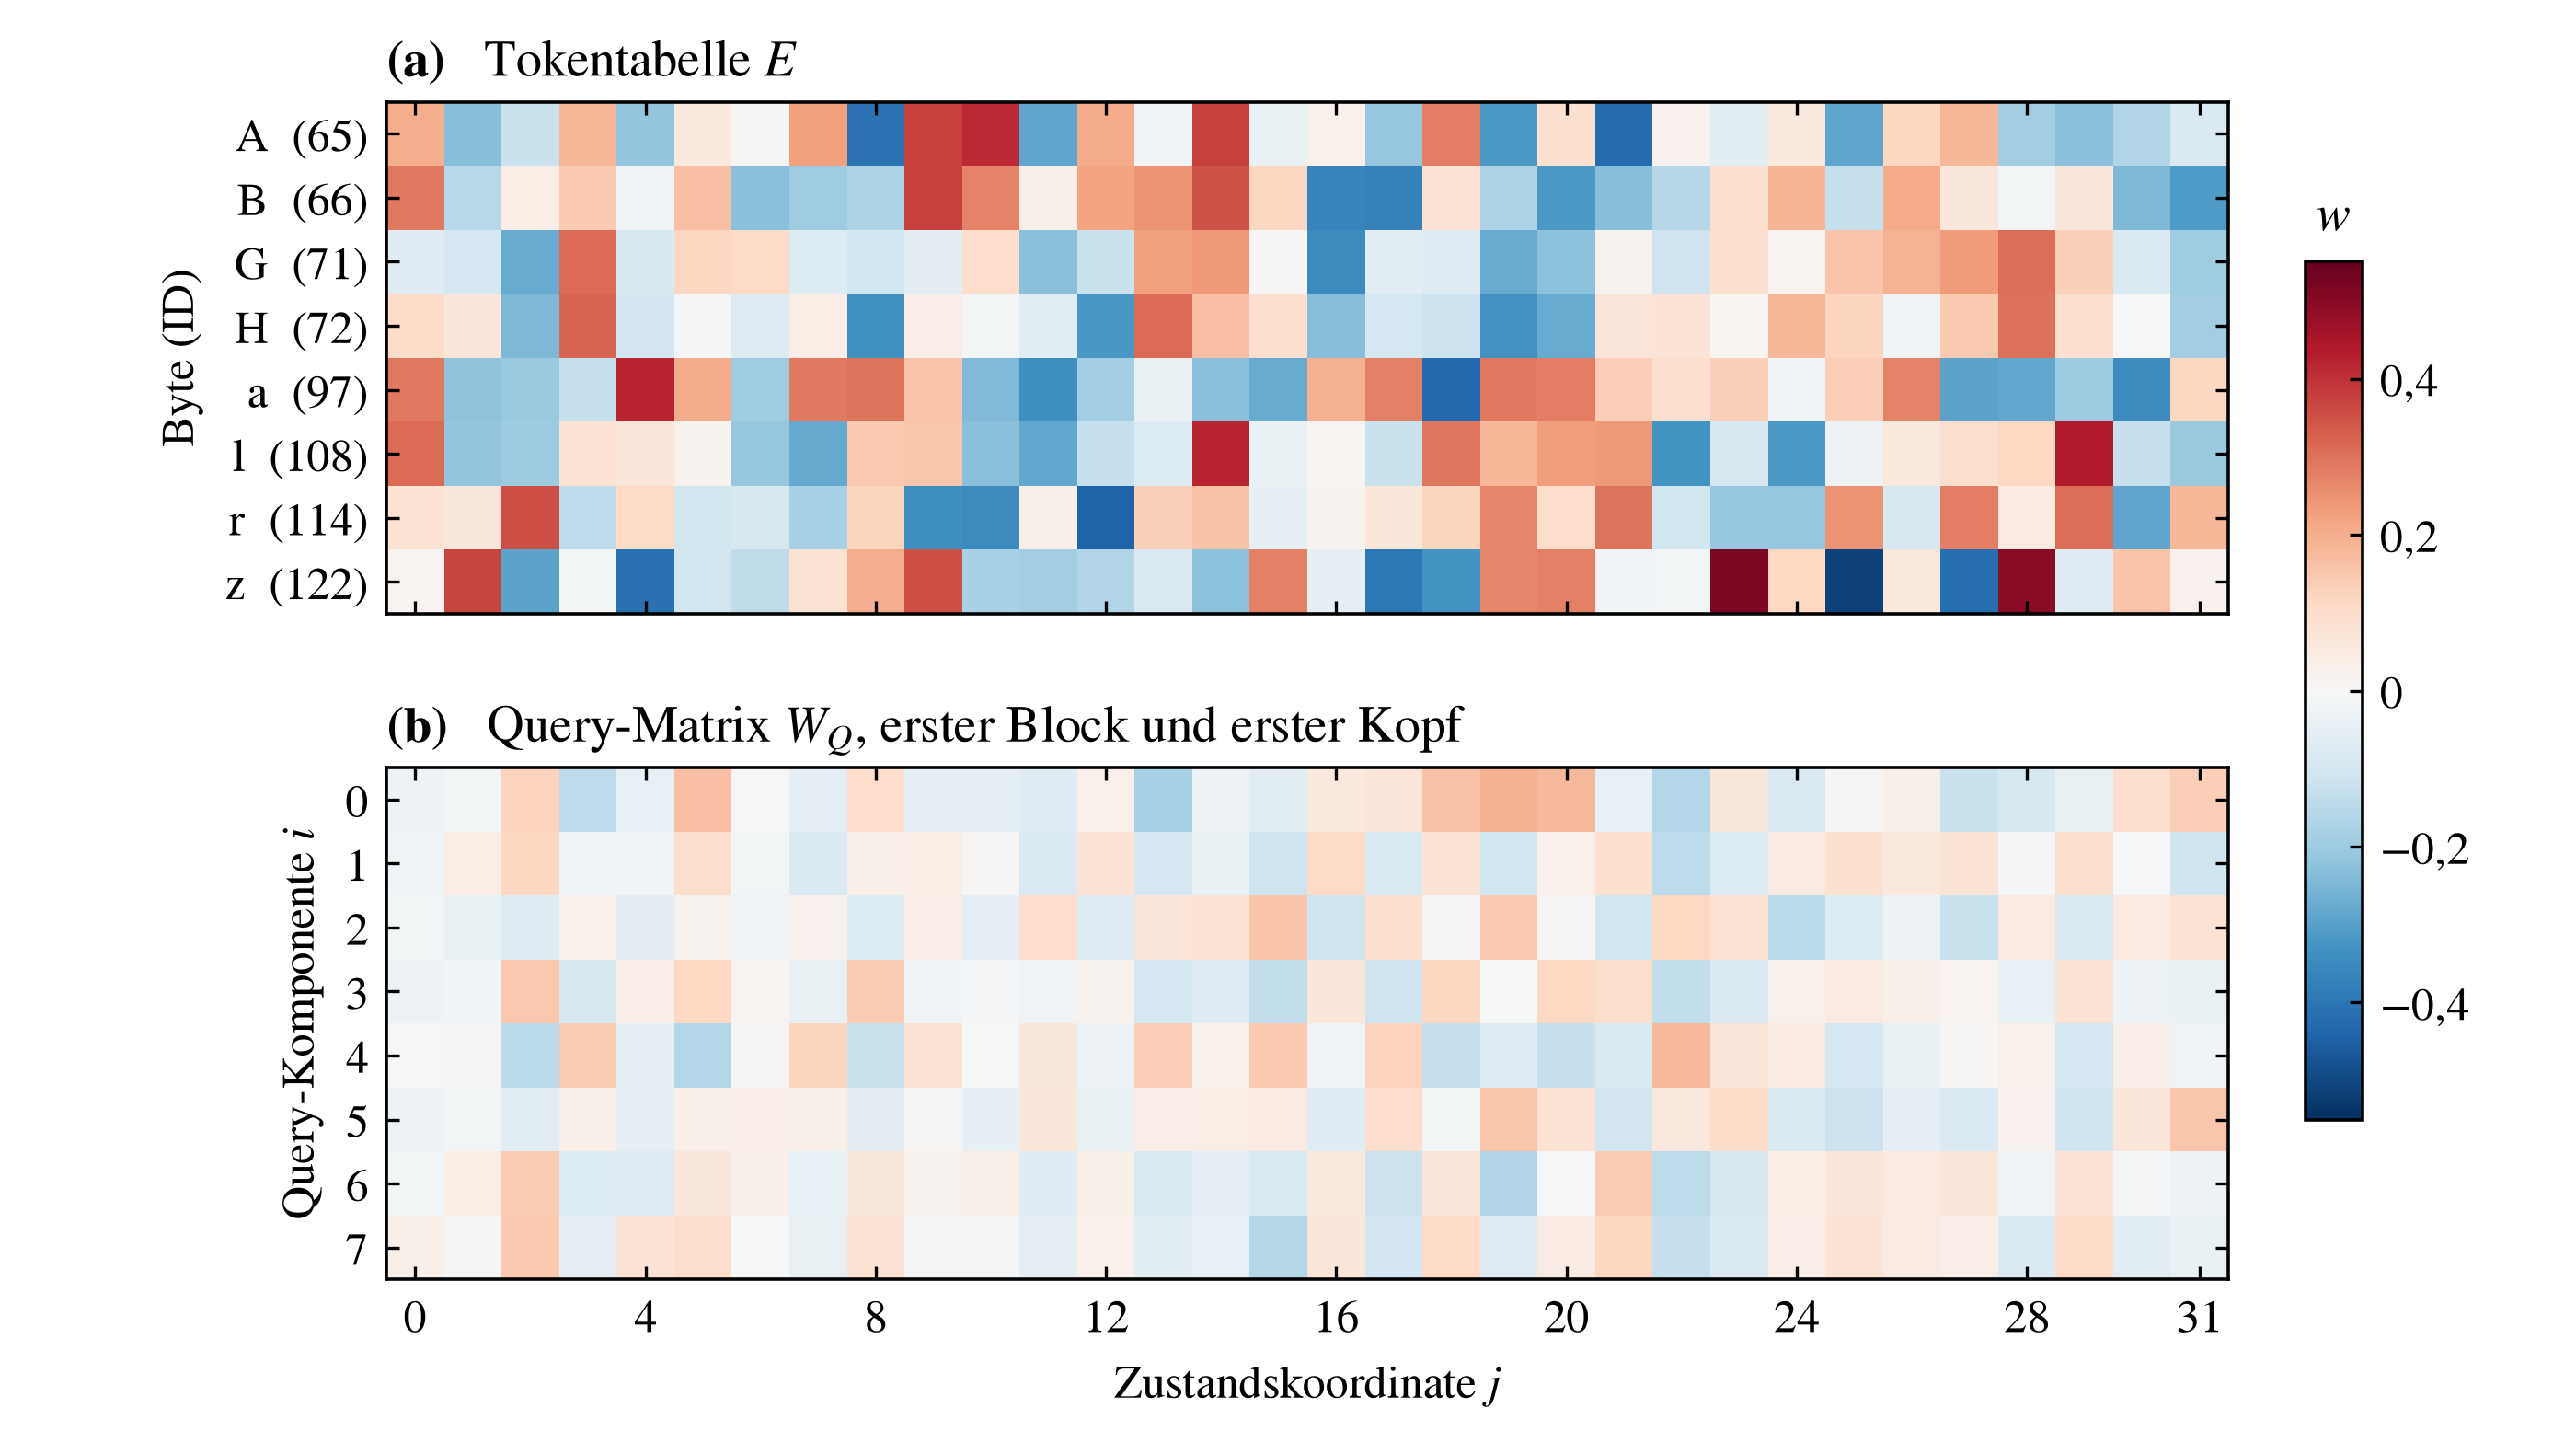 (a) Tokentabelle E
Byte (ID)
A (65)
B (66)
G (71)
H (72)
a (97)
l (108)
r (114)
z (122)
w
0,4
0,2
0
−0,2
−0,4
(b) Query-Matrix W_Q, erster Block und erster Kopf
Query-Komponente i
0
1
2
3
4
5
6
7
0 4 8 12 16 20 24 28 31
Zustandskoordinate j